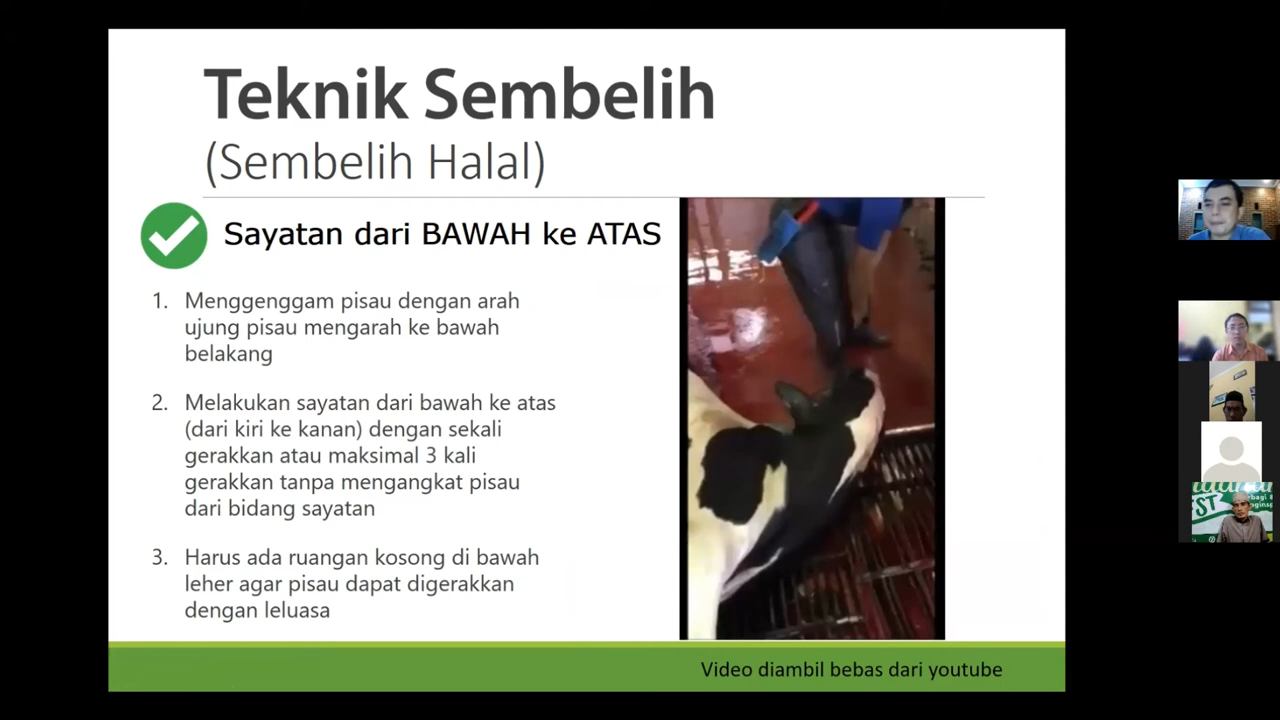 Teknik Sembelih
(Sembelih Halal)
Sayatan dari BAWAH ke ATAS
1. Menggenggam pisau dengan arah
ujung pisau mengarah ke bawah
belakang
2. Melakukan sayatan dari bawah ke atas
(dari kiri ke kanan) dengan sekali
gerakkan atau maksimal 3 kali
gerakkan tanpa mengangkat pisau
dari bidang sayatan
3. Harus ada ruangan kosong di bawah
leher agar pisau dapat digerakkan
dengan leluasa
Video diambil bebas dari youtube